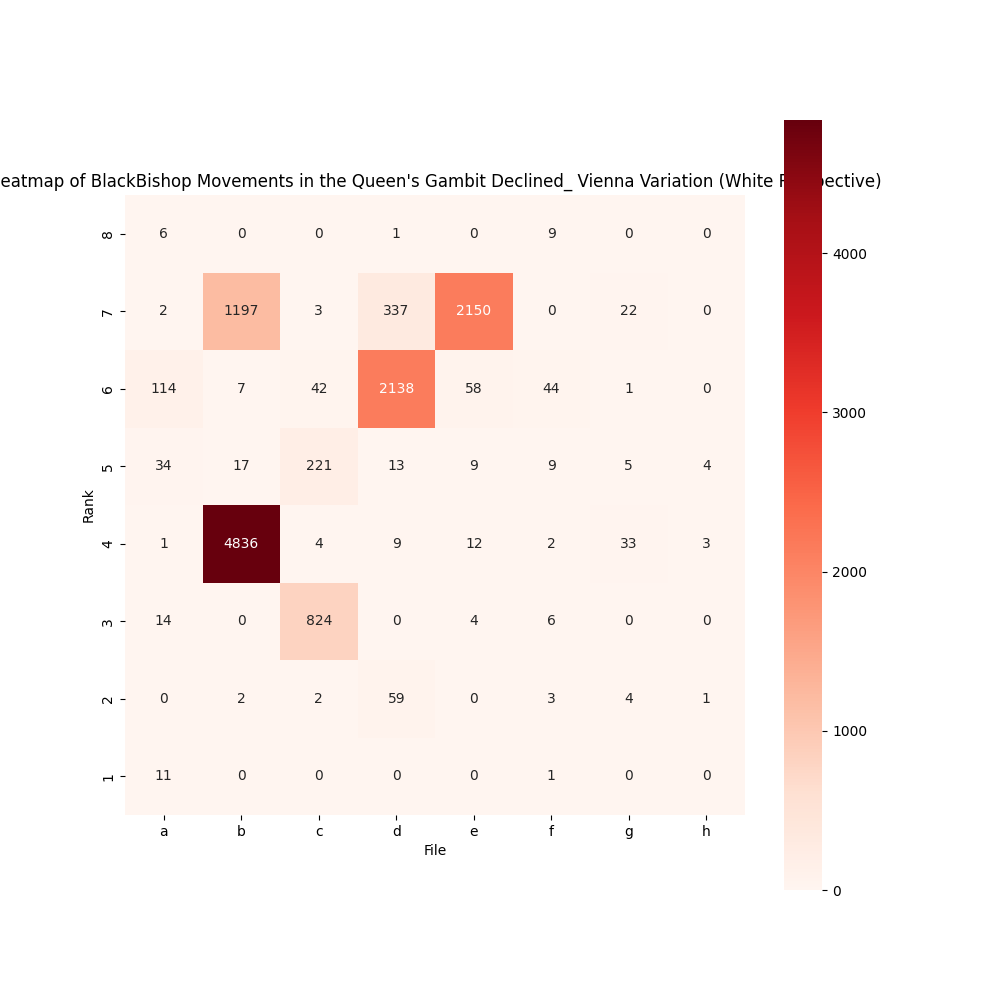 eatmap of BlackBishop Movements in the Queen's Gambit Declined_ Vienna Variation (White P pective)
8 6 0 0 1 0 9 0 0
7 2 1197 3 337 2150 0 22 0
6 114 7 42 2138 58 44 1 0
5 34 17 221 13 9 9 5 4
4 1 4836 4 9 12 2 33 3
3 14 0 824 0 4 6 0 0
2 0 2 2 59 0 3 4 1
1 11 0 0 0 0 1 0 0
a b c d e f g h
File
Rank
4000
3000
2000
1000
0